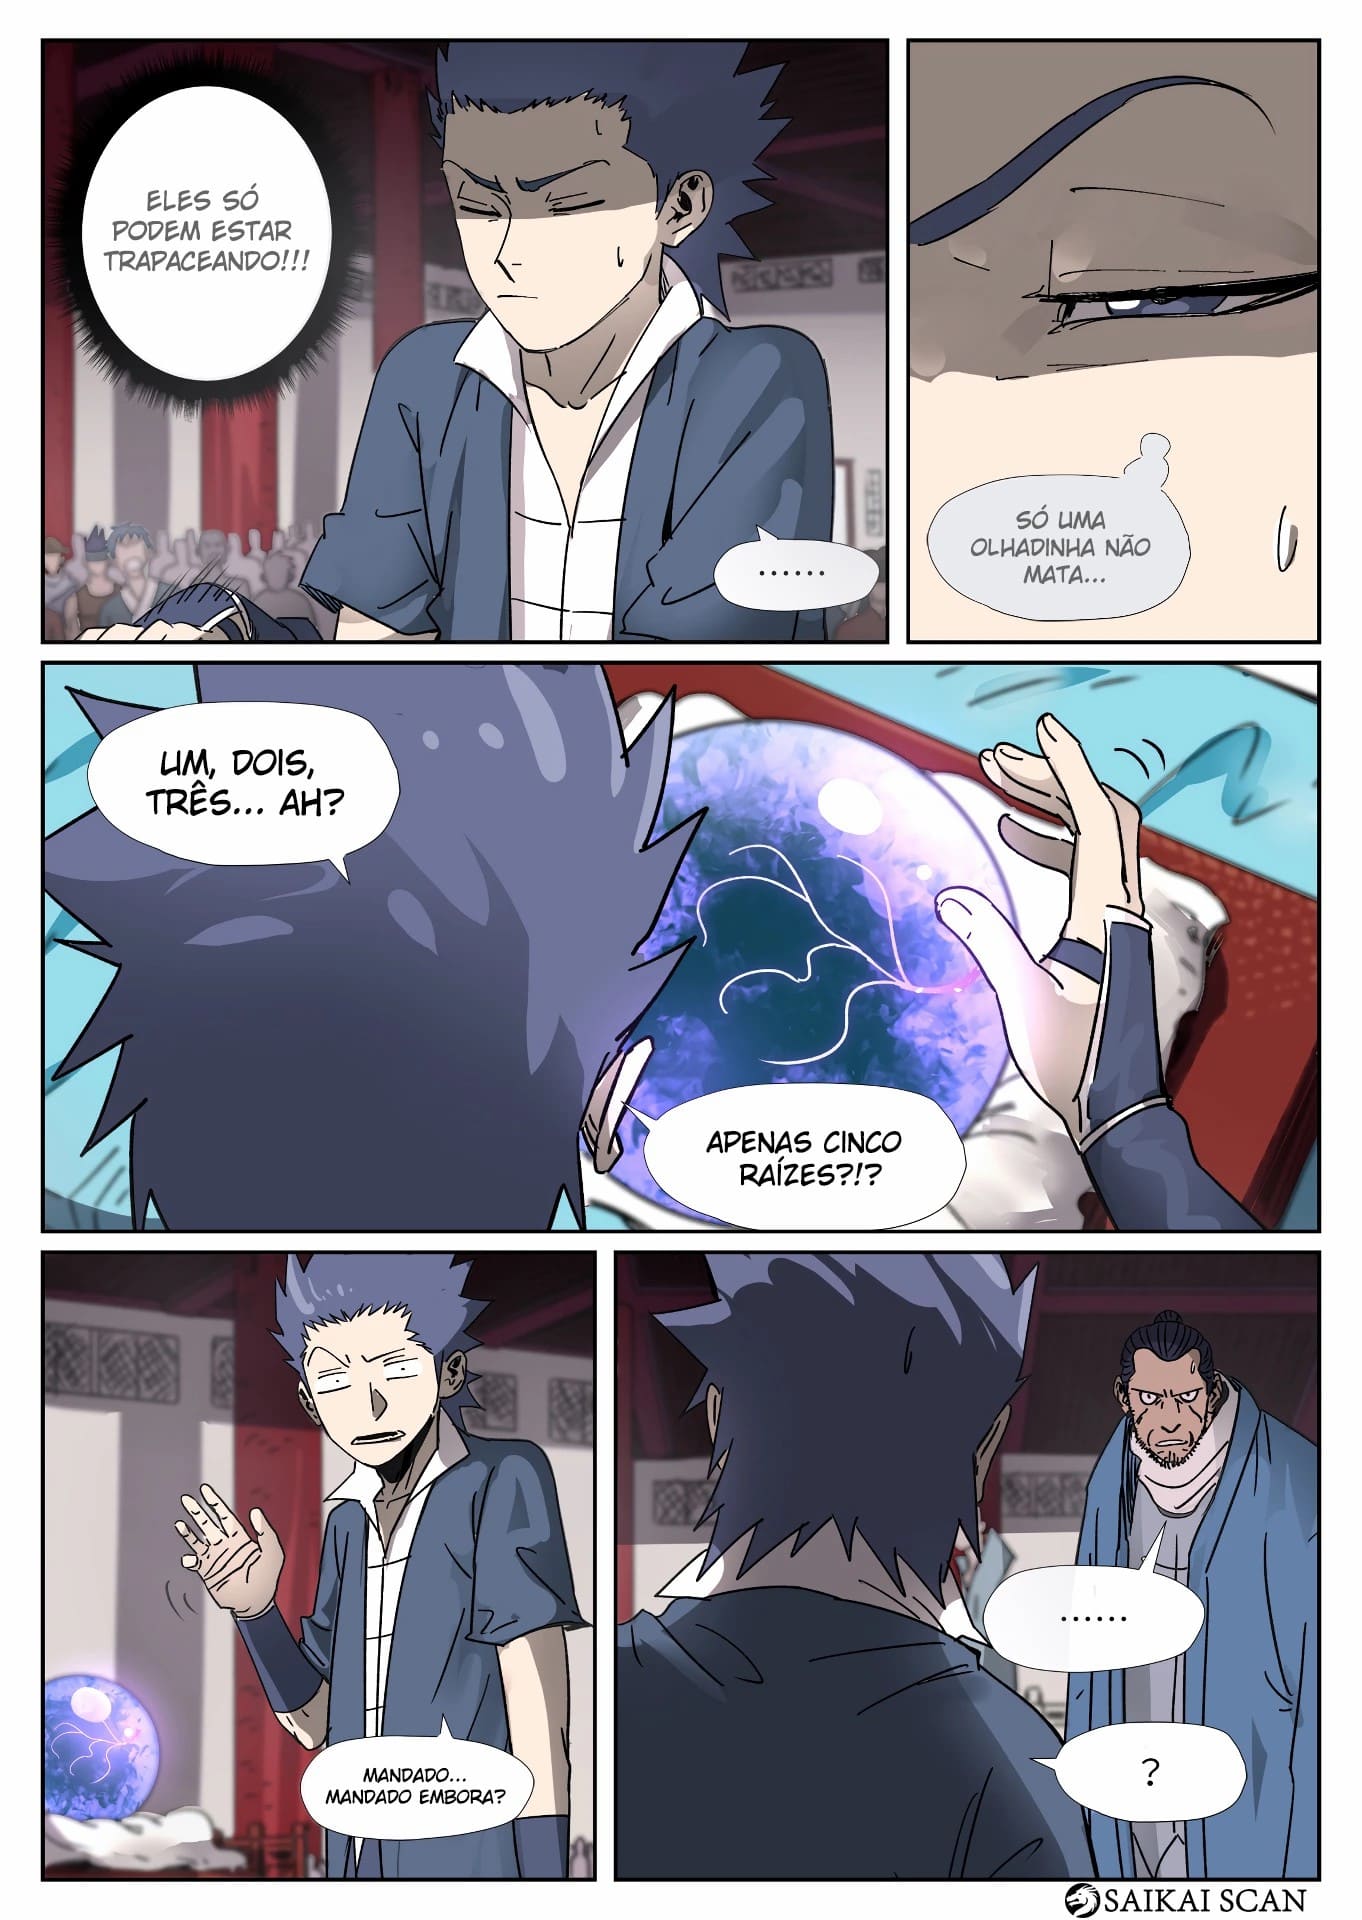 ELES SÓ
PODEM ESTAR
TRAPACEANDO!!!
......
SÓ UMA
OLHADINHA NÃO
MATA...
UM, DOIS,
TRÊS... AH?
APENAS CINCO
RAÍZES?!?
MANDADO...
MANDADO EMBORA?
......
?
SAIKAI SCAN